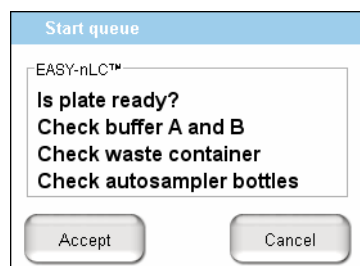 Start queue
EASY-nLC™
Is plate ready?
Check buffer A and B
Check waste container
Check autosampler bottles
Accept
Cancel